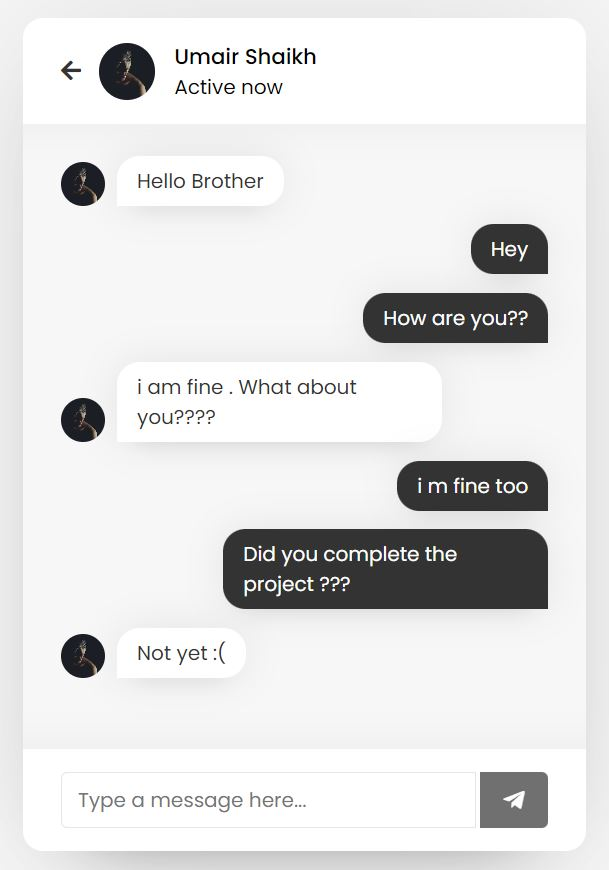 Umair Shaikh
Active now
Hello Brother
Hey
How are you??
i am fine . What about
you????
i m fine too
Did you complete the
project ???
Not yet :(
Type a message here...